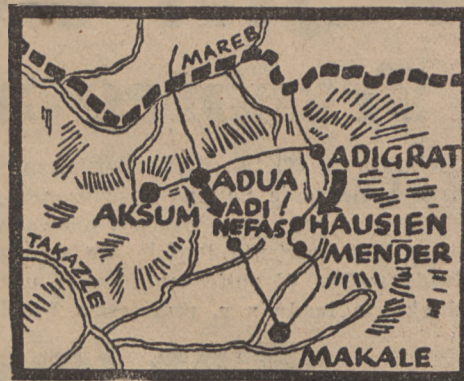 MAREB
ADIGRAT
ADUA
AKSUM
ADI
NEFAS
HAUSIEN
MENDER
TAKAZZE
MAKALE